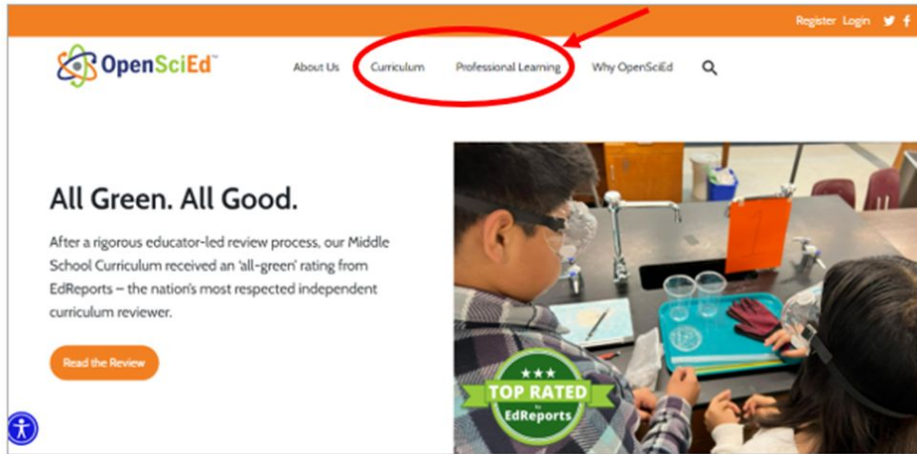 Register Login
OpenSciEd™
About Us Curriculum Professional Learning Why OpenSciEd
All Green. All Good.
After a rigorous educator-led review process, our Middle
School Curriculum received an ‘all-green’ rating from
EdReports – the nation's most respected independent
curriculum reviewer.
Read the Review
TOP RATED
by
EdReports